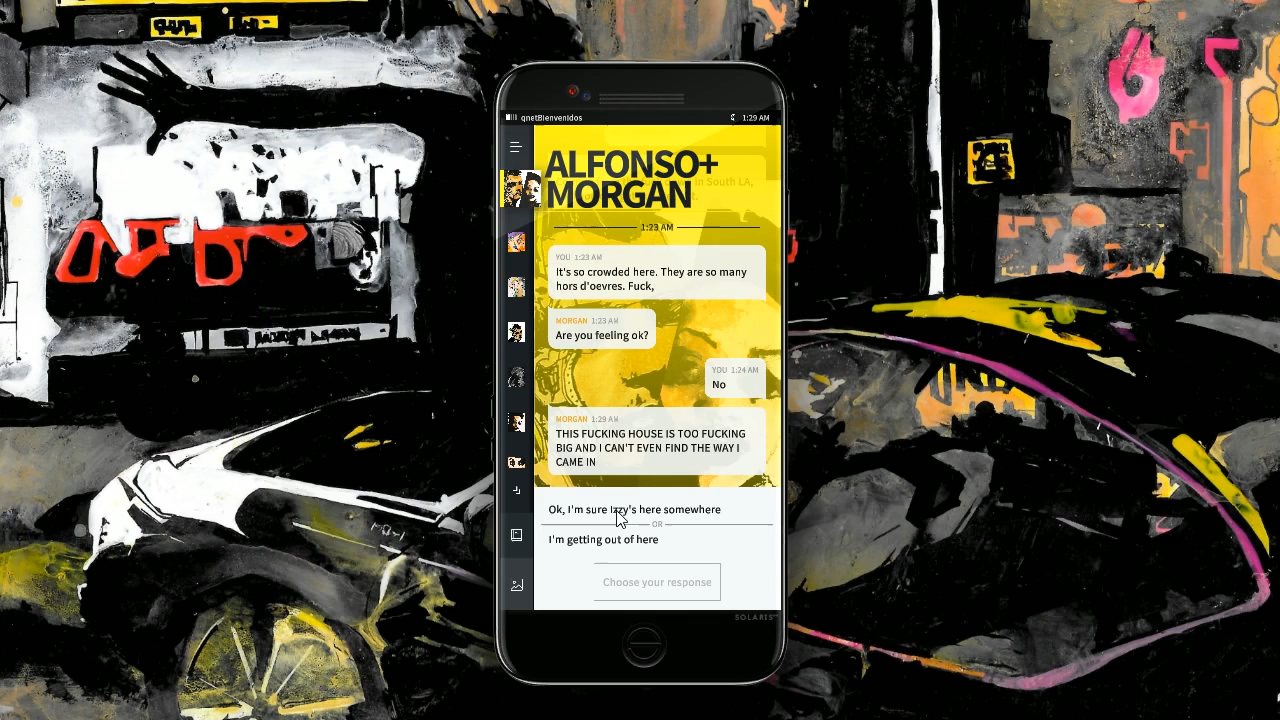 qnetBienvenidos
1:29 AM
ALFONSO+
MORGAN
in South LA,
1:23 AM
YOU 1:23 AM
It's so crowded here. They are so many
hors d'oevres. Fuck,
MORGAN 1:23 AM
Are you feeling ok?
YOU 1:24 AM
No
MORGAN 1:29 AM
THIS FUCKING HOUSE IS TOO FUCKING
BIG AND I CAN'T EVEN FIND THE WAY I
CAME IN
Ok, I'm sure Izzy's here somewhere
OR
I'm getting out of here
Choose your response
SOLARIS